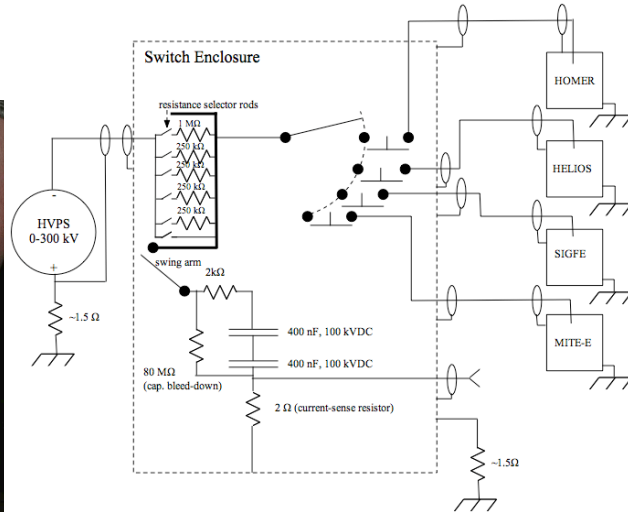 Switch Enclosure
resistance selector rods
1 MΩ
250 kΩ
250 kΩ
250 kΩ
250 kΩ
HOMER
HELIOS
SIGFE
MITE-E
-
HVPS
0-300 kV
+
~1.5 Ω
swing arm
2kΩ
400 nF, 100 kVDC
400 nF, 100 kVDC
80 MΩ
(cap. bleed-down)
2 Ω (current-sense resistor)
~1.5Ω